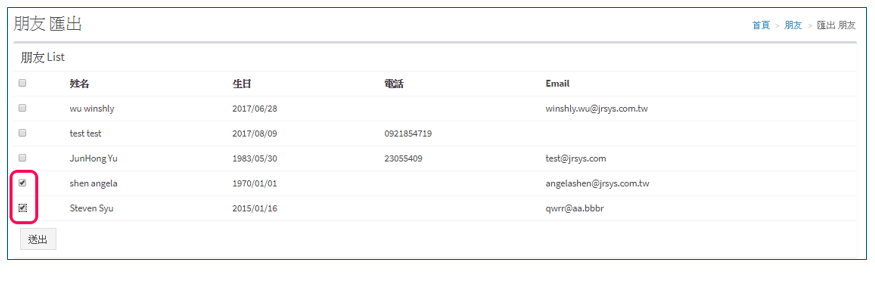 朋友 匯出
首頁 > 朋友 > 匯出 朋友
朋友 List
姓名 生日 電話 Email
wu winshly 2017/06/28 winshly.wu@jrsys.com.tw
test test 2017/08/09 0921854719
JunHong Yu 1983/05/30 23055409 test@jrsys.com
shen angela 1970/01/01 angelashen@jrsys.com.tw
Steven Syu 2015/01/16 qwrr@aa.bbbr
送出